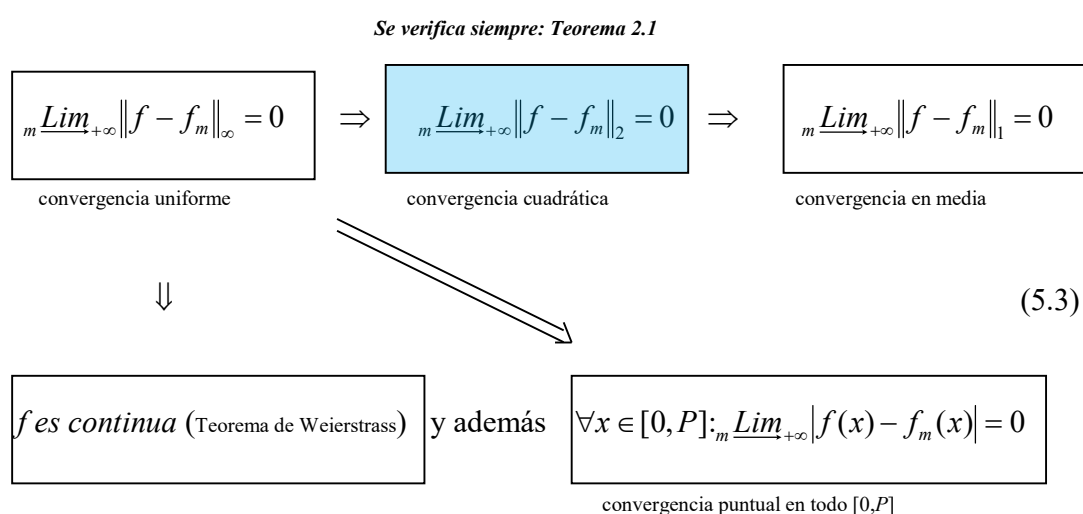 Se verifica siempre: Teorema 2.1
m Lim +∞ ‖f − f_m‖_∞ = 0 ⇒ m Lim +∞ ‖f − f_m‖_2 = 0 ⇒ m Lim +∞ ‖f − f_m‖_1 = 0
convergencia uniforme convergencia cuadrática convergencia en media
⇓ (5.3)
f es continua (Teorema de Weierstrass) y además ∀x ∈ [0, P]: m Lim +∞ |f(x) − f_m(x)| = 0
convergencia puntual en todo [0,P]